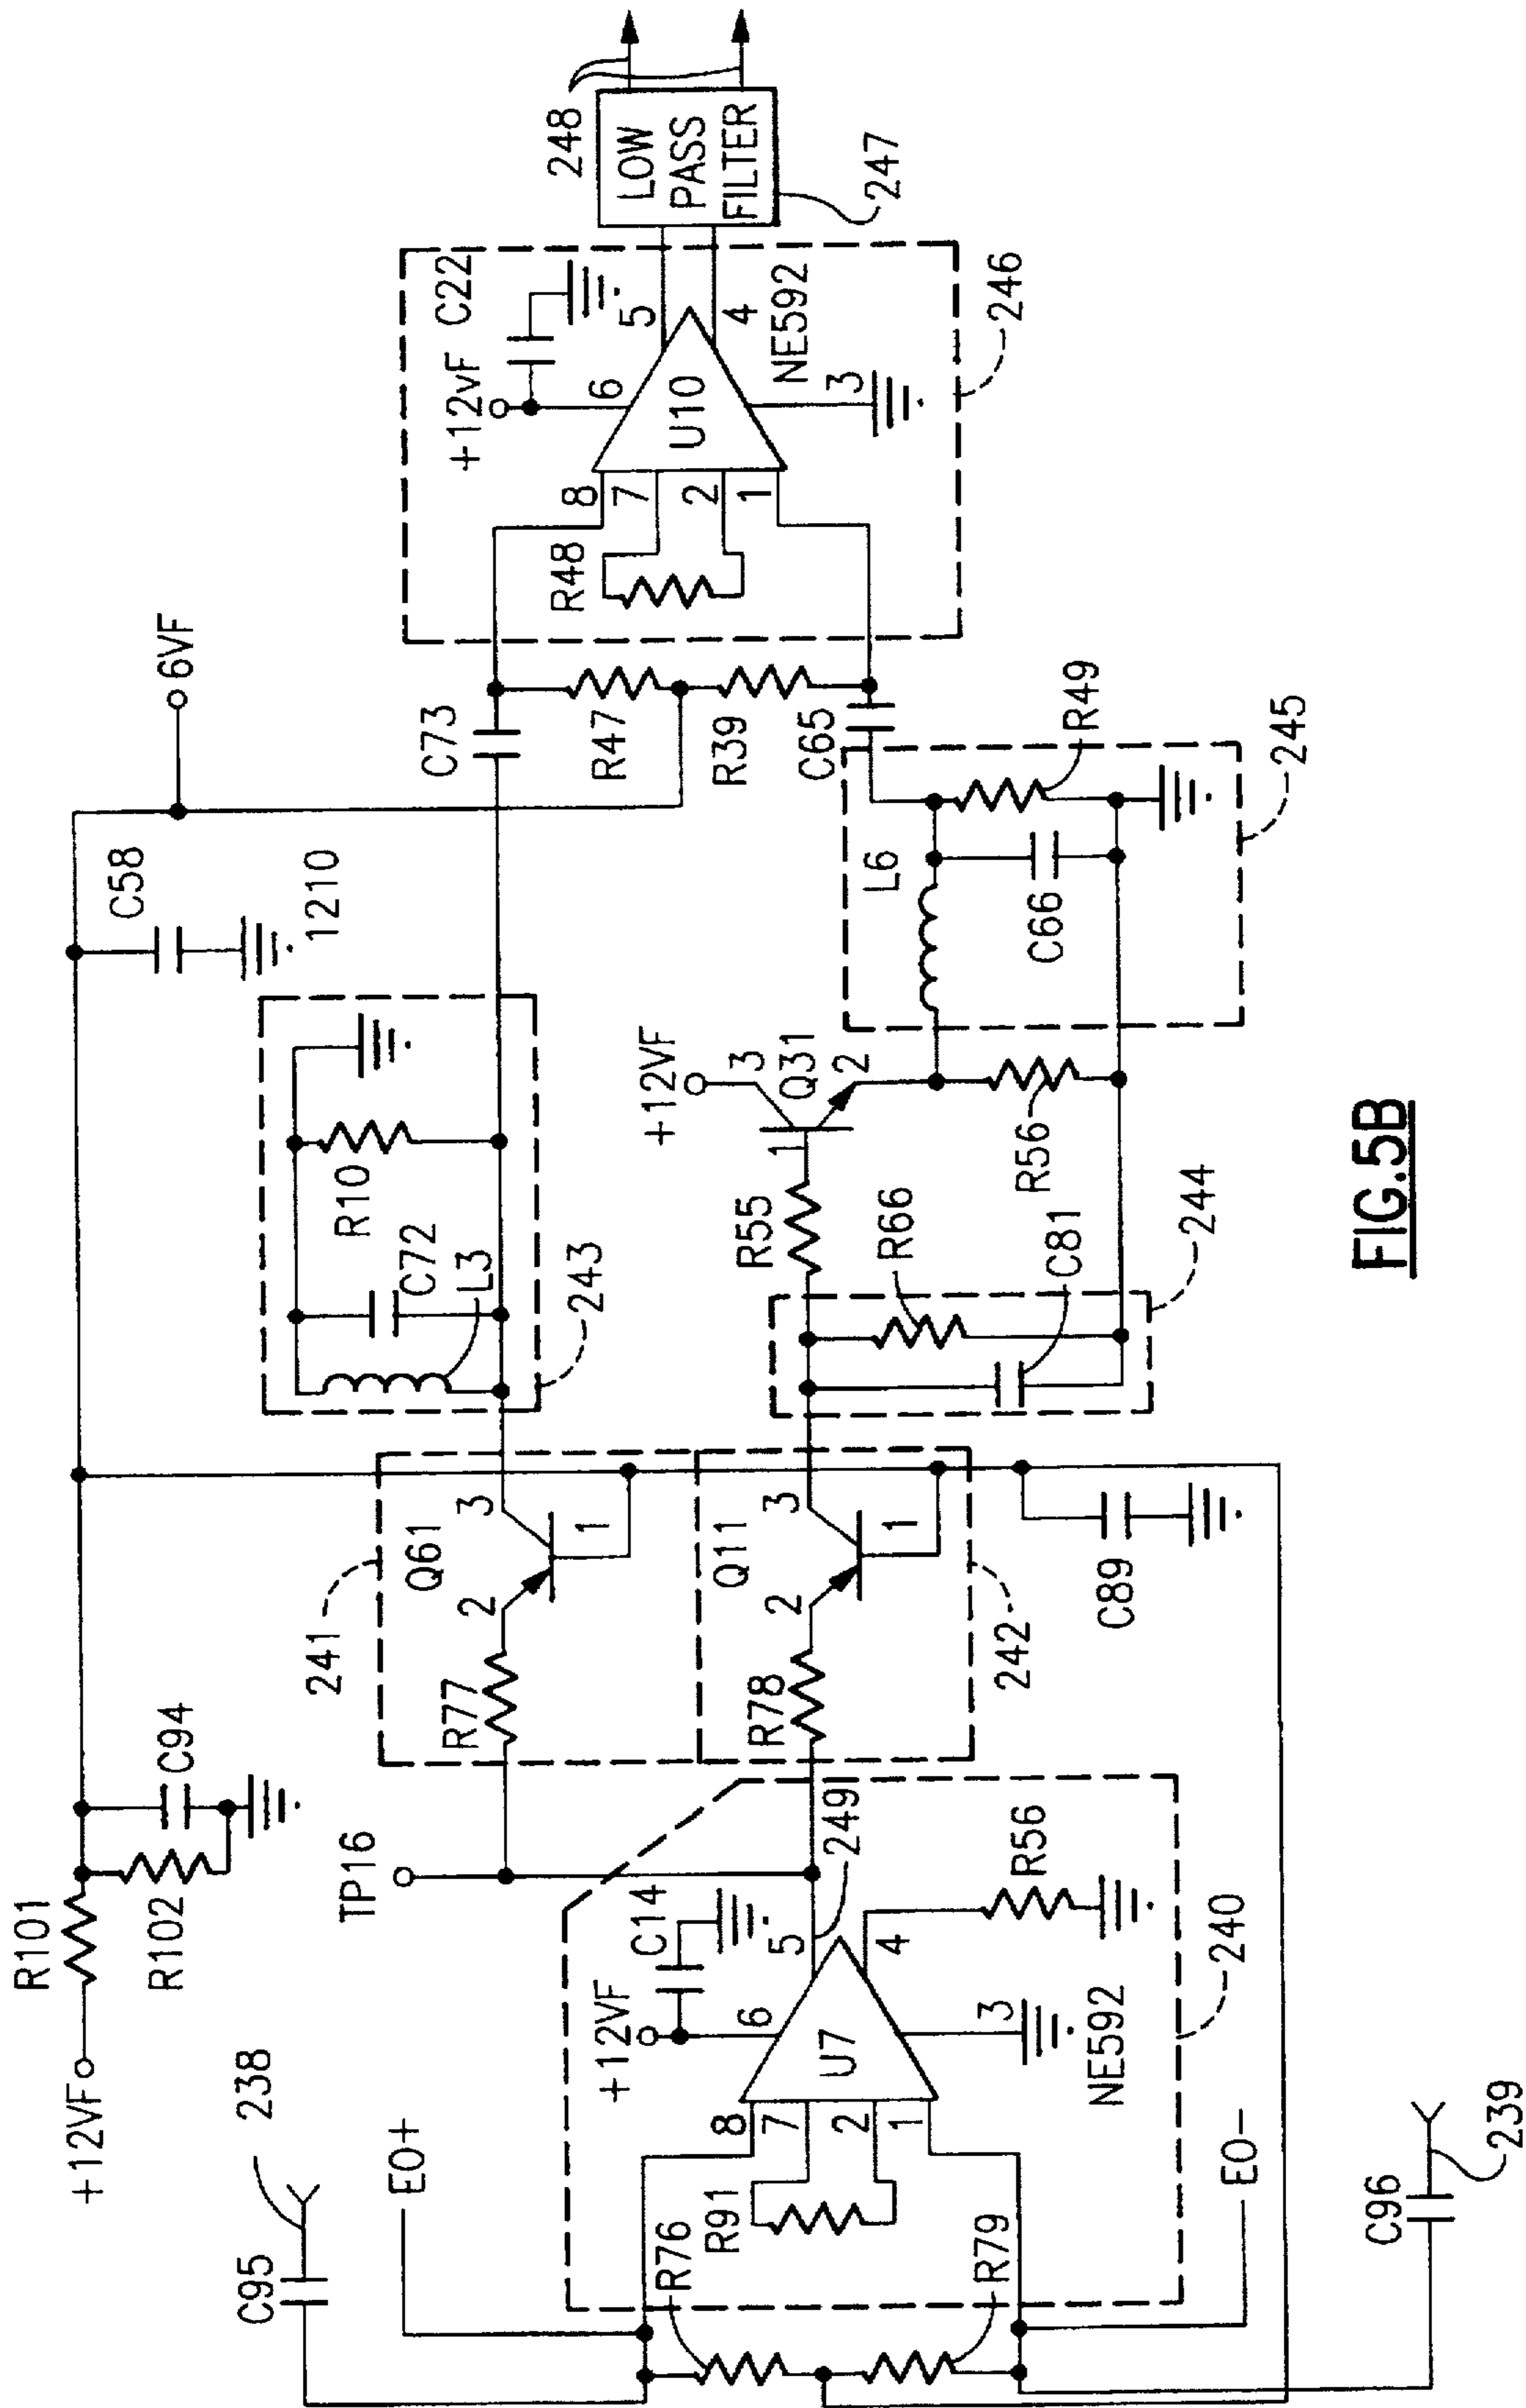 +12VF
R101
R102
C94
C58
1210
6VF
238
C95
EO+
TP16
241
Q61
R77
2
3
1
R10
C72
L3
243
C73
R47
R39
C65
+12vF
C22
8
7
2
1
6
5
4
3
U10
R48
NE592
246
LOW
PASS
FILTER
247
248
+12VF
C14
8
7
2
1
6
5
4
3
U7
R91
R76
R79
249
R56
NE592
240
R78
Q11
2
3
1
242
C89
R55
R66
C81
244
+12VF
3
Q31
2
1
R56
L6
C66
R49
245
EO-
C96
239
FIG.5B